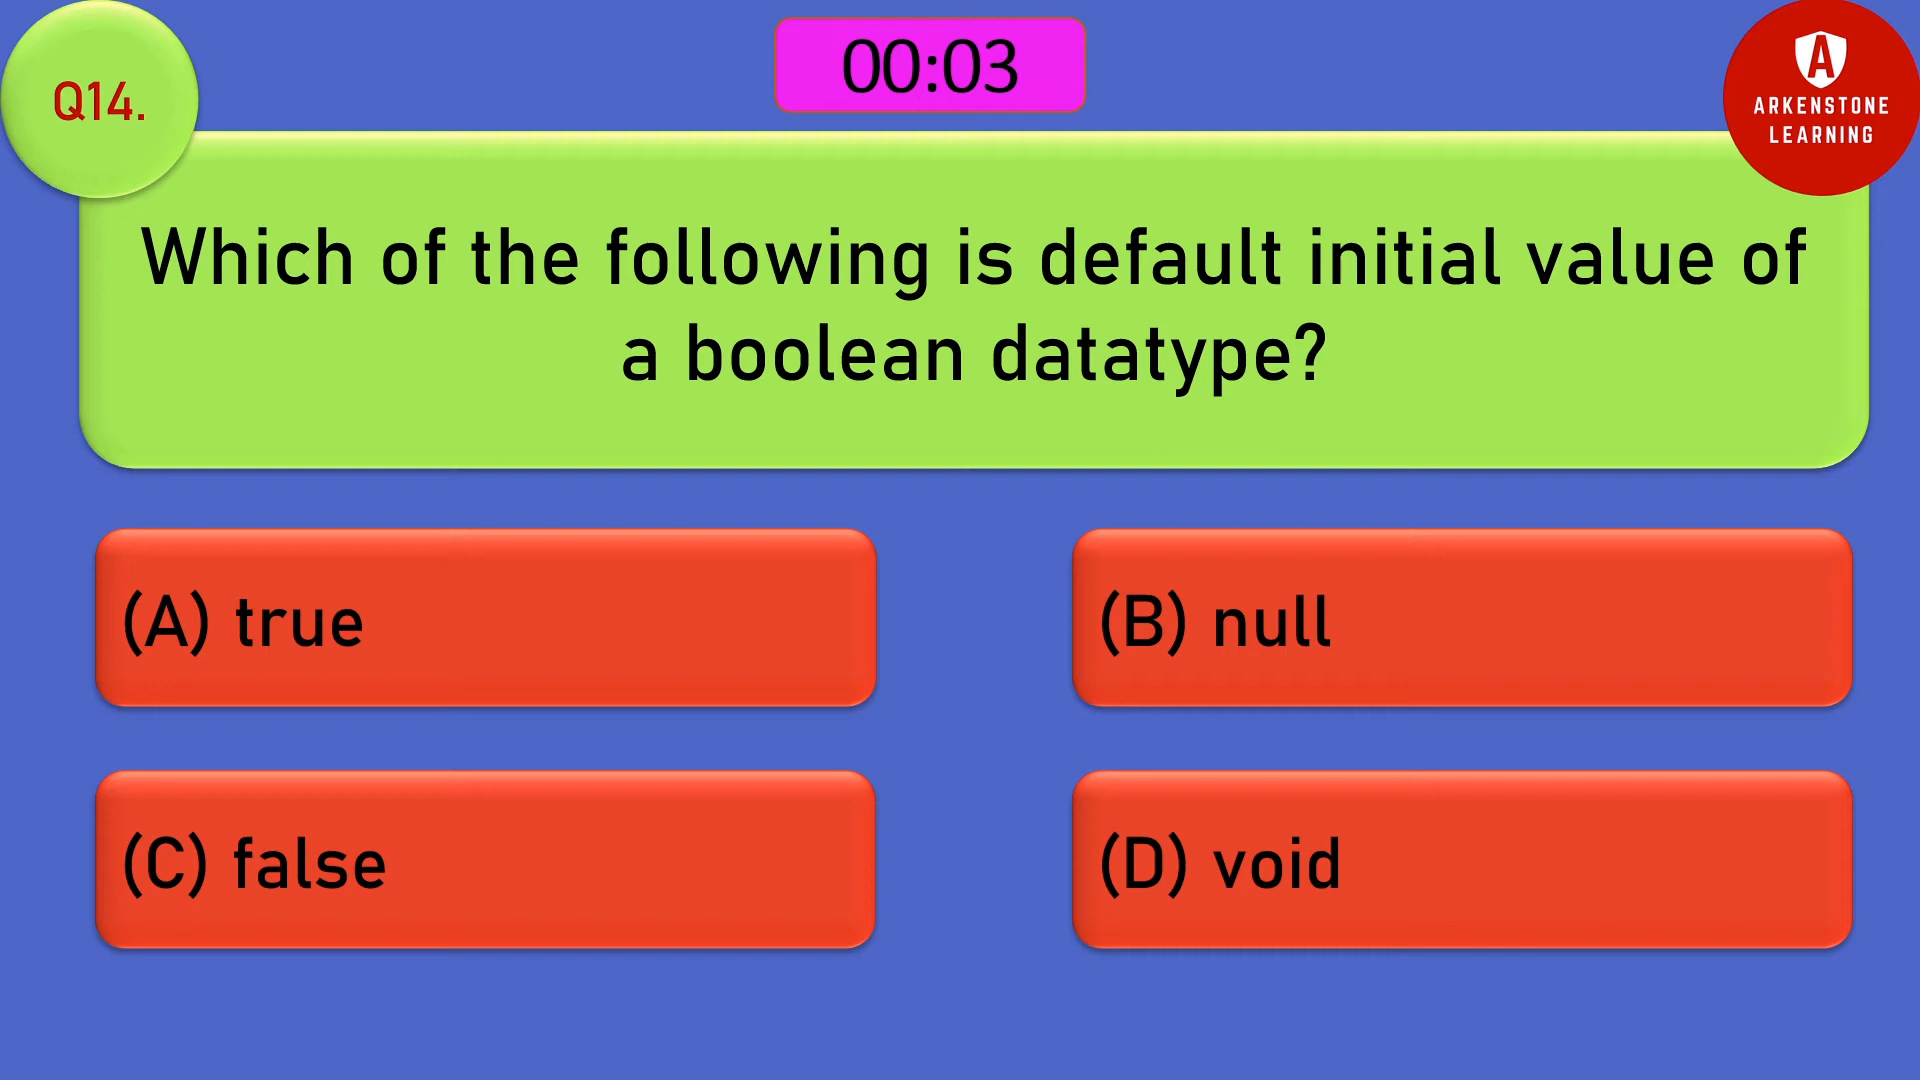 Q14.
00:03
A
ARKENSTONE
LEARNING
Which of the following is default initial value of
a boolean datatype?
(A) true
(B) null
(C) false
(D) void